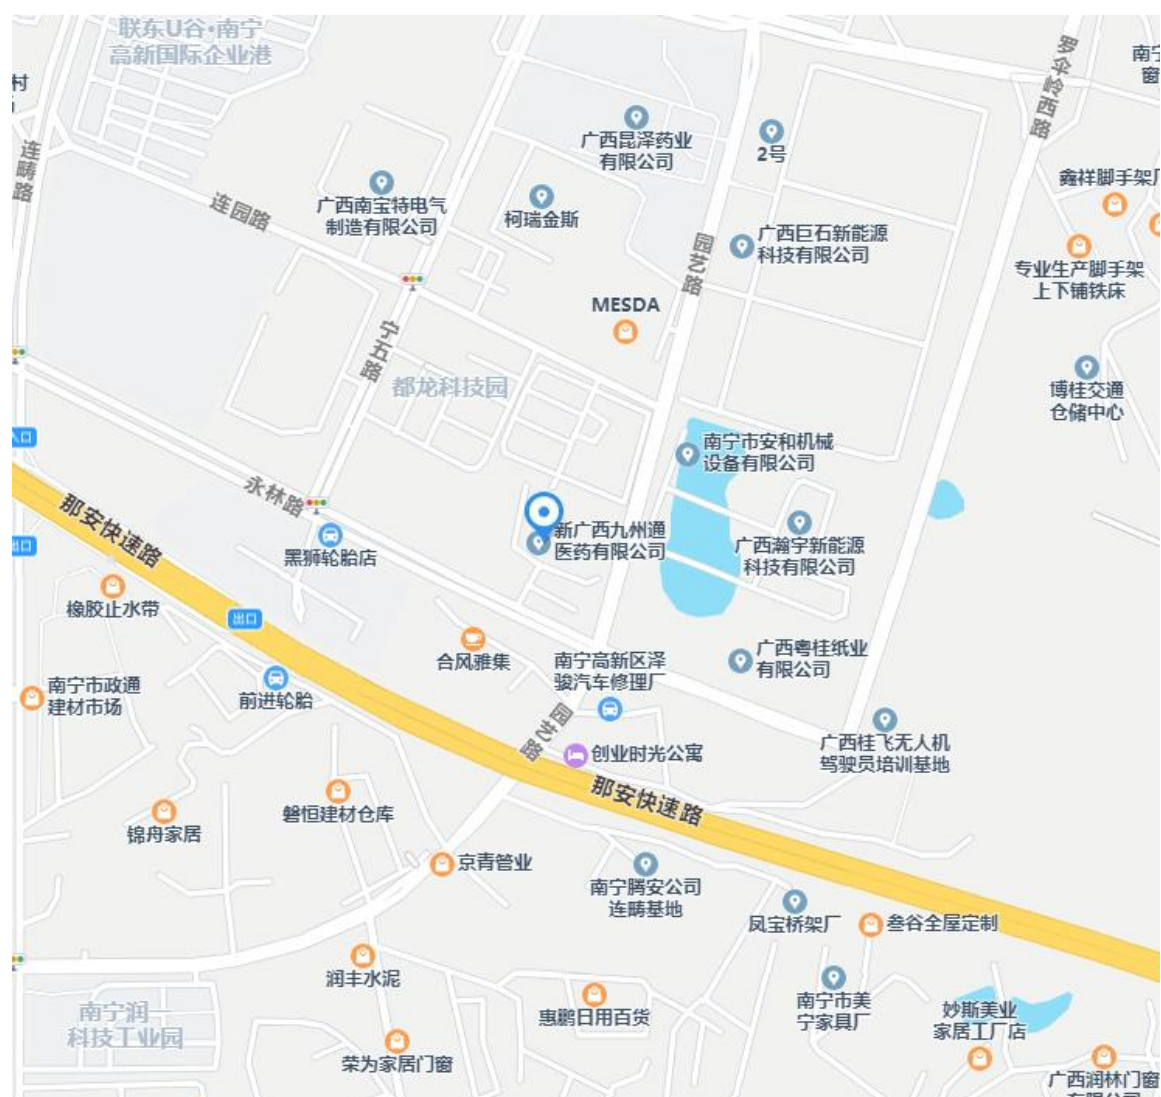 联东U谷·南宁
高新国际企业港
罗伞岭西路
村
连畴路
广西昆泽药业
有限公司
2号
鑫祥脚手架厂
广西南宝特电气
制造有限公司
连园路
柯瑞金斯
园艺路
广西巨石新能源
科技有限公司
专业生产脚手架
上下铺铁床
MESDA
宁五路
都龙科技园
博桂交通
仓储中心
入口
南宁市安和机械
设备有限公司
永林路
那安快速路
出口
黑狮轮胎店
新广西九州通
医药有限公司
广西瀚宇新能源
科技有限公司
橡胶止水带
出口
合风雅集
南宁高新区泽
骏汽车修理厂
广西粤桂纸业
有限公司
南宁市政通
建材市场
前进轮胎
园艺路
创业时光公寓
广西桂飞无人机
驾驶员培训基地
那安快速路
锦舟家居
磐恒建材仓库
京青管业
南宁腾安公司
连畴基地
凤宝桥架厂
叁谷全屋定制
润丰水泥
南宁润一
科技工业园
惠鹏日用百货
南宁市美
宁家具厂
妙斯美业
家居工厂店
荣为家居门窗
广西润林门窗